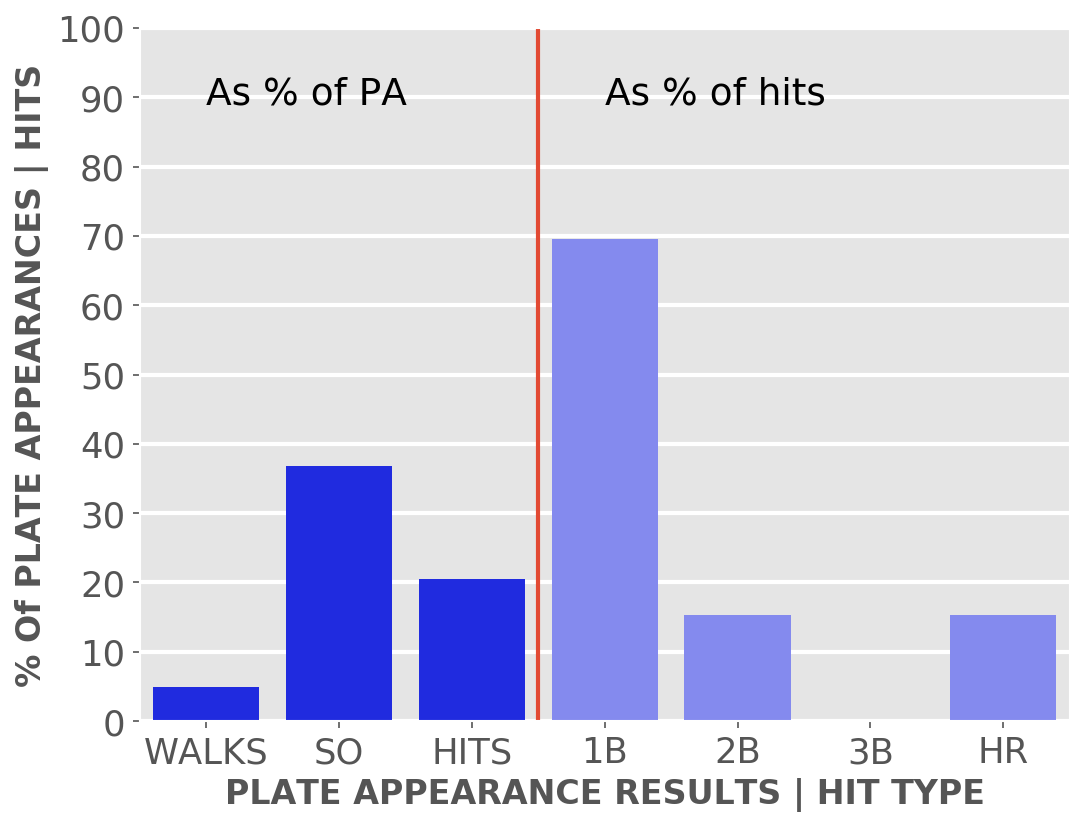 100
90
80
70
60
50
40
30
20
10
0
% Of PLATE APPEARANCES | HITS
As % of PA
As % of hits
WALKS SO HITS 1B 2B 3B HR
PLATE APPEARANCE RESULTS | HIT TYPE